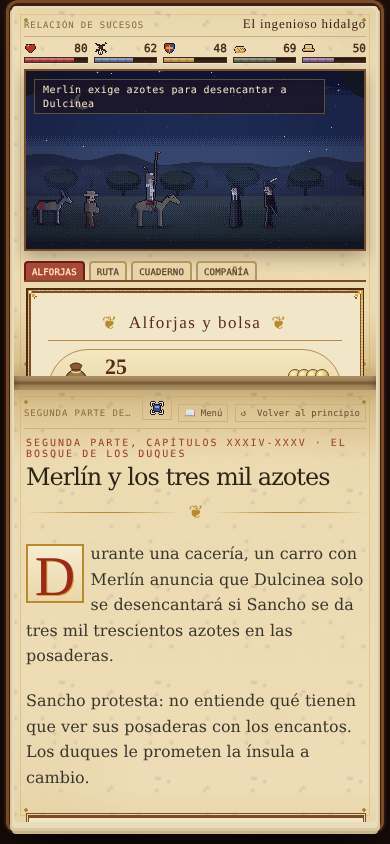 RELACIÓN DE SUCESOS
El ingenioso hidalgo
80 62 48 69 50
Merlín exige azotes para desencantar a
Dulcinea
ALFORJAS RUTA CUADERNO COMPAÑÍA
Alforjas y bolsa
25
SEGUNDA PARTE DE… Menú ↺ Volver al principio
SEGUNDA PARTE, CAPÍTULOS XXXIV-XXXV · EL
BOSQUE DE LOS DUQUES
Merlín y los tres mil azotes
Durante una cacería, un carro con
Merlín anuncia que Dulcinea solo
se desencantará si Sancho se da
tres mil trescientos azotes en las
posaderas.
Sancho protesta: no entiende qué tienen
que ver sus posaderas con los encantos.
Los duques le prometen la ínsula a
cambio.